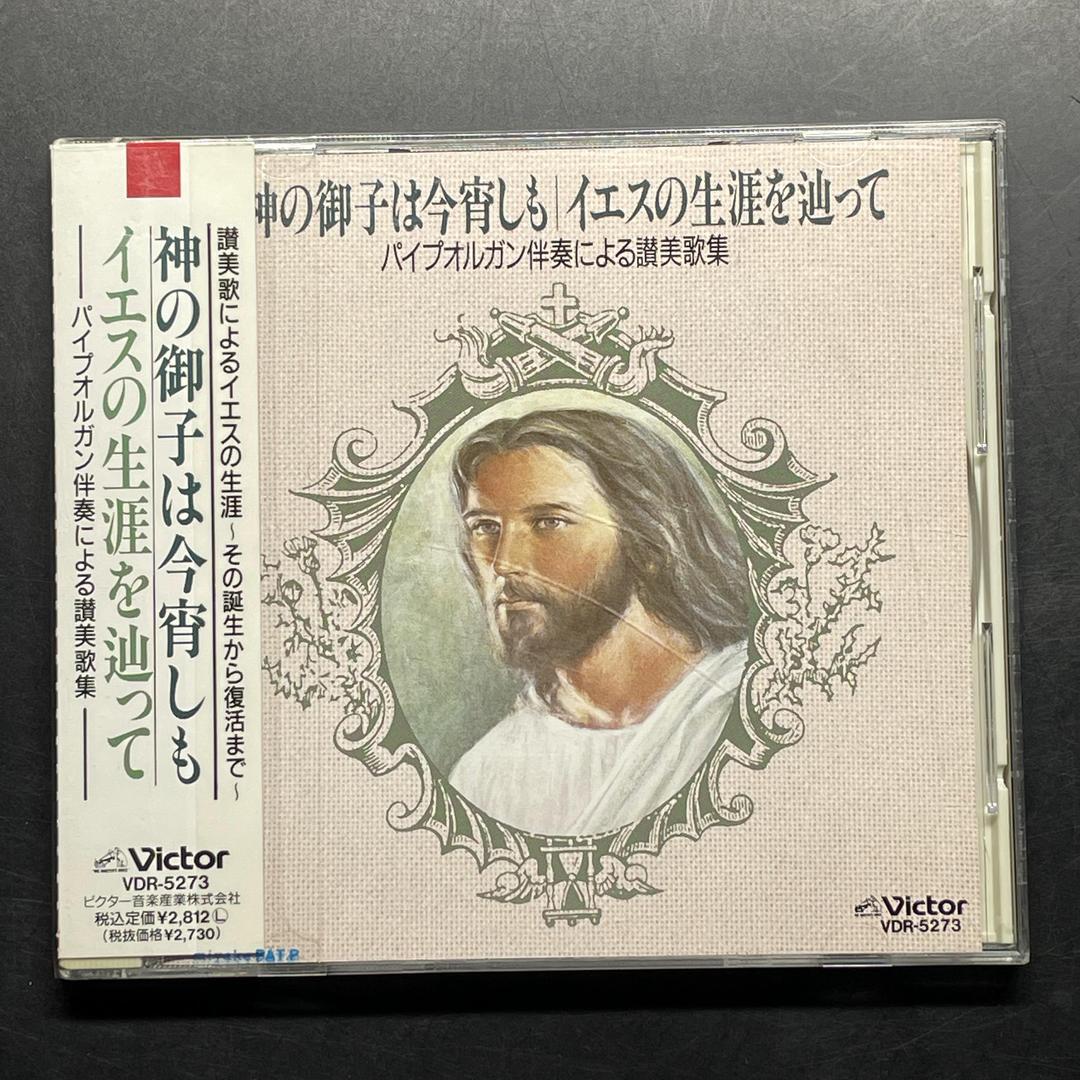 讃美歌によるイエスの生涯~その誕生から復活まで~
神の御子は今宵しも
イエスの生涯を辿って
パイプオルガン伴奏による讃美歌集
Victor
VDR-5273
ビクター音楽産業株式会社
税込定価¥2,812Ⓛ
(税抜価格¥2,730)
神の御子は今宵しも|イエスの生涯を辿って
パイプオルガン伴奏による讃美歌集
Victor
VDR-5273